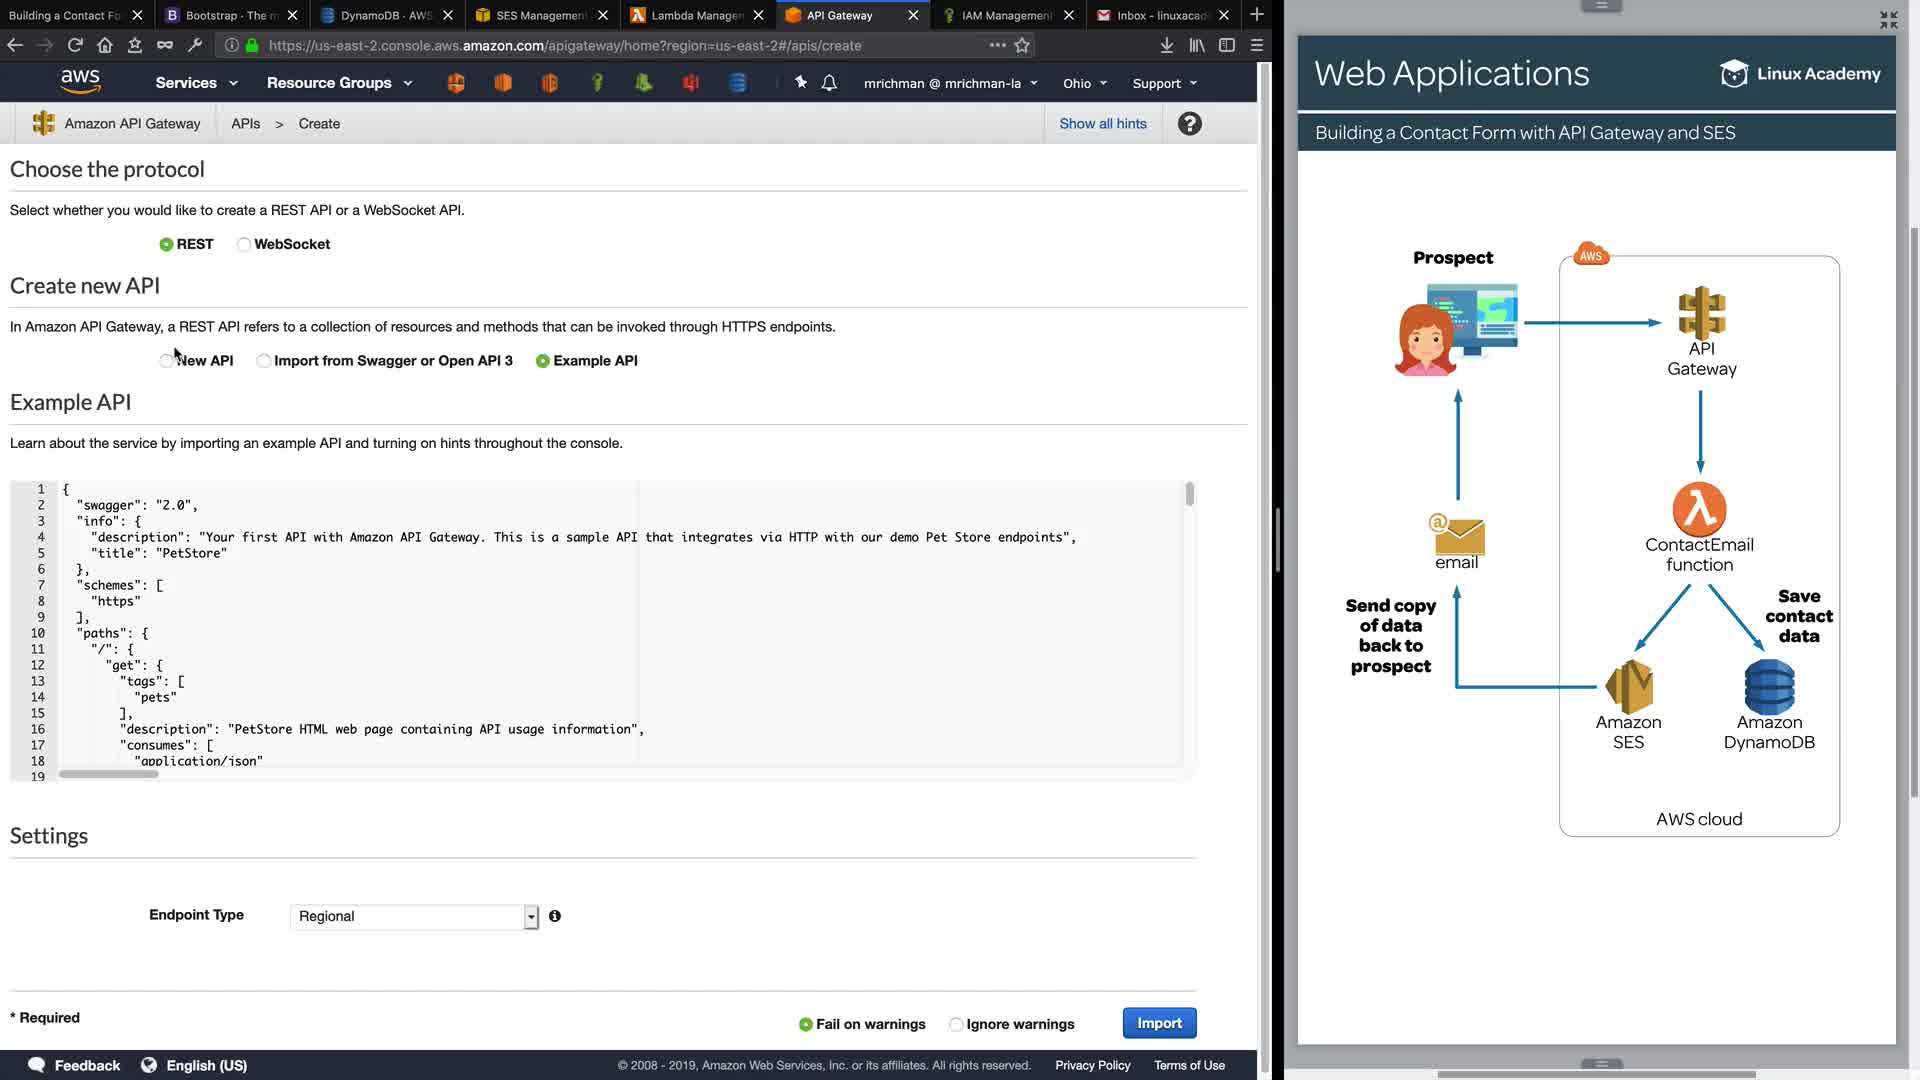 Building a Contact Fo
Bootstrap · The m
DynamoDB · AWS
SES Management
Lambda Manager
API Gateway
IAM Management
Inbox - linuxacade
https://us-east-2.console.aws.amazon.com/apigateway/home?region=us-east-2#/apis/create
aws
Services
Resource Groups
mrichman @ mrichman-la
Ohio
Support
Amazon API Gateway
APIs > Create
Show all hints
Choose the protocol
Select whether you would like to create a REST API or a WebSocket API.
REST
WebSocket
Create new API
In Amazon API Gateway, a REST API refers to a collection of resources and methods that can be invoked through HTTPS endpoints.
New API
Import from Swagger or Open API 3
Example API
Example API
Learn about the service by importing an example API and turning on hints throughout the console.
1 {
2 "swagger": "2.0",
3 "info": {
4 "description": "Your first API with Amazon API Gateway. This is a sample API that integrates via HTTP with our demo Pet Store endpoints",
5 "title": "PetStore"
6 },
7 "schemes": [
8 "https"
9 ],
10 "paths": {
11 "/": {
12 "get": {
13 "tags": [
14 "pets"
15 ],
16 "description": "PetStore HTML web page containing API usage information",
17 "consumes": [
18 "application/json"
19
Settings
Endpoint Type
Regional
* Required
Fail on warnings
Ignore warnings
Import
Feedback
English (US)
© 2008 - 2019, Amazon Web Services, Inc. or its affiliates. All rights reserved.
Privacy Policy
Terms of Use
Web Applications
Linux Academy
Building a Contact Form with API Gateway and SES
Prospect
AWS
API
Gateway
ContactEmail
function
email
Send copy
of data
back to
prospect
Save
contact
data
Amazon
SES
Amazon
DynamoDB
AWS cloud